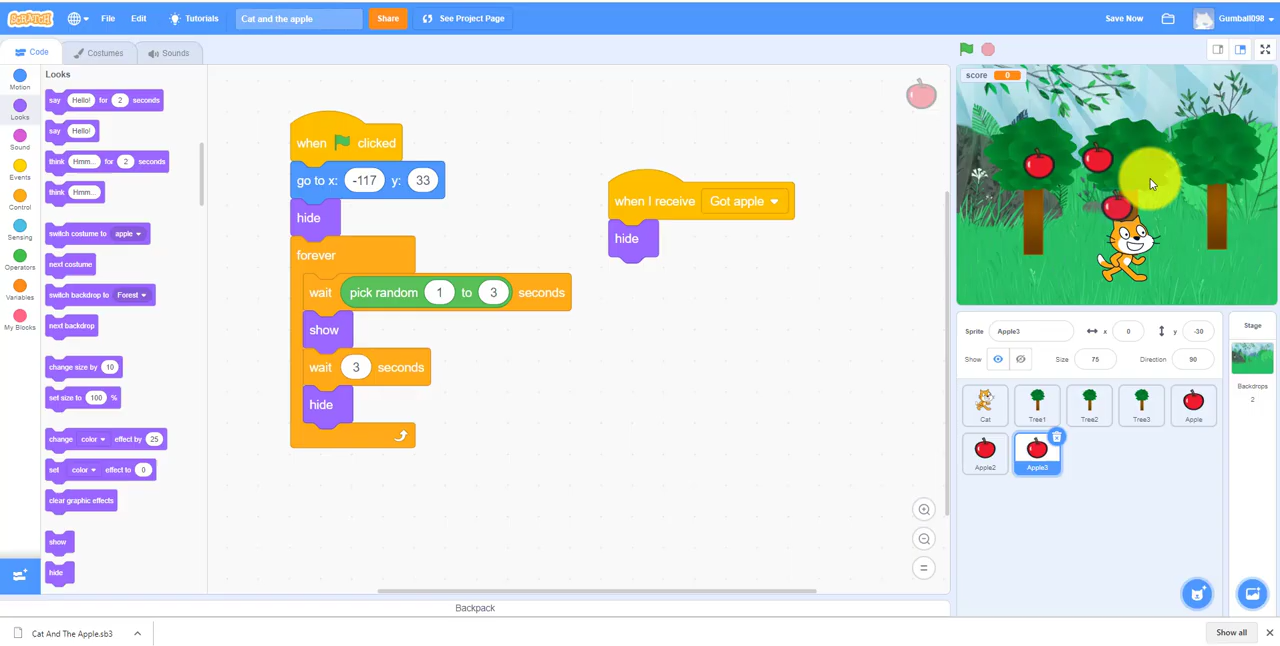 SCRATCH File Edit Tutorials Cat and the apple Share See Project Page Save Now Gumball098
Code Costumes Sounds
Motion
Looks
Sound
Events
Control
Sensing
Operators
Variables
My Blocks
Looks
say Hello! for 2 seconds
say Hello!
think Hmm... for 2 seconds
think Hmm...
switch costume to apple
next costume
switch backdrop to Forest
next backdrop
change size by 10
set size to 100 %
change color effect by 25
set color effect to 0
clear graphic effects
show
hide
when clicked
go to x: -117 y: 33
hide
forever
wait pick random 1 to 3 seconds
show
wait 3 seconds
hide
when I receive Got apple
hide
score 0
Sprite Apple3 x 0 y -30
Show Size 75 Direction 90
Cat Tree1 Tree2 Tree3 Apple
Apple2 Apple3
Stage
Backdrops
2
Backpack
Cat And The Apple.sb3
Show all